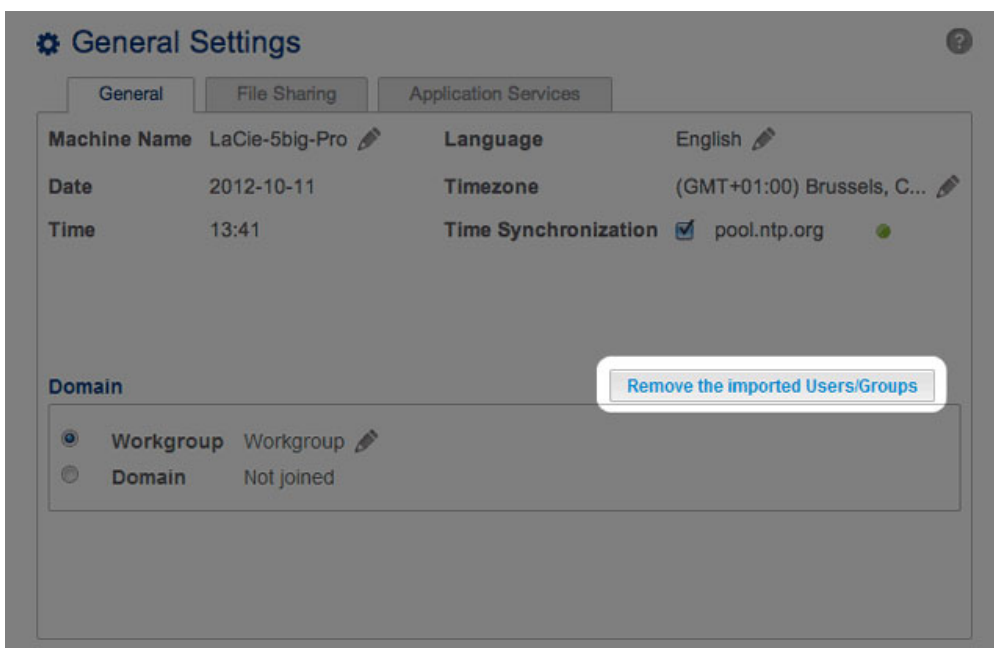 General Settings
General File Sharing Application Services
Machine Name LaCie-5big-Pro Language English
Date 2012-10-11 Timezone (GMT+01:00) Brussels, C...
Time 13:41 Time Synchronization pool.ntp.org
Domain Remove the imported Users/Groups
Workgroup Workgroup
Domain Not joined